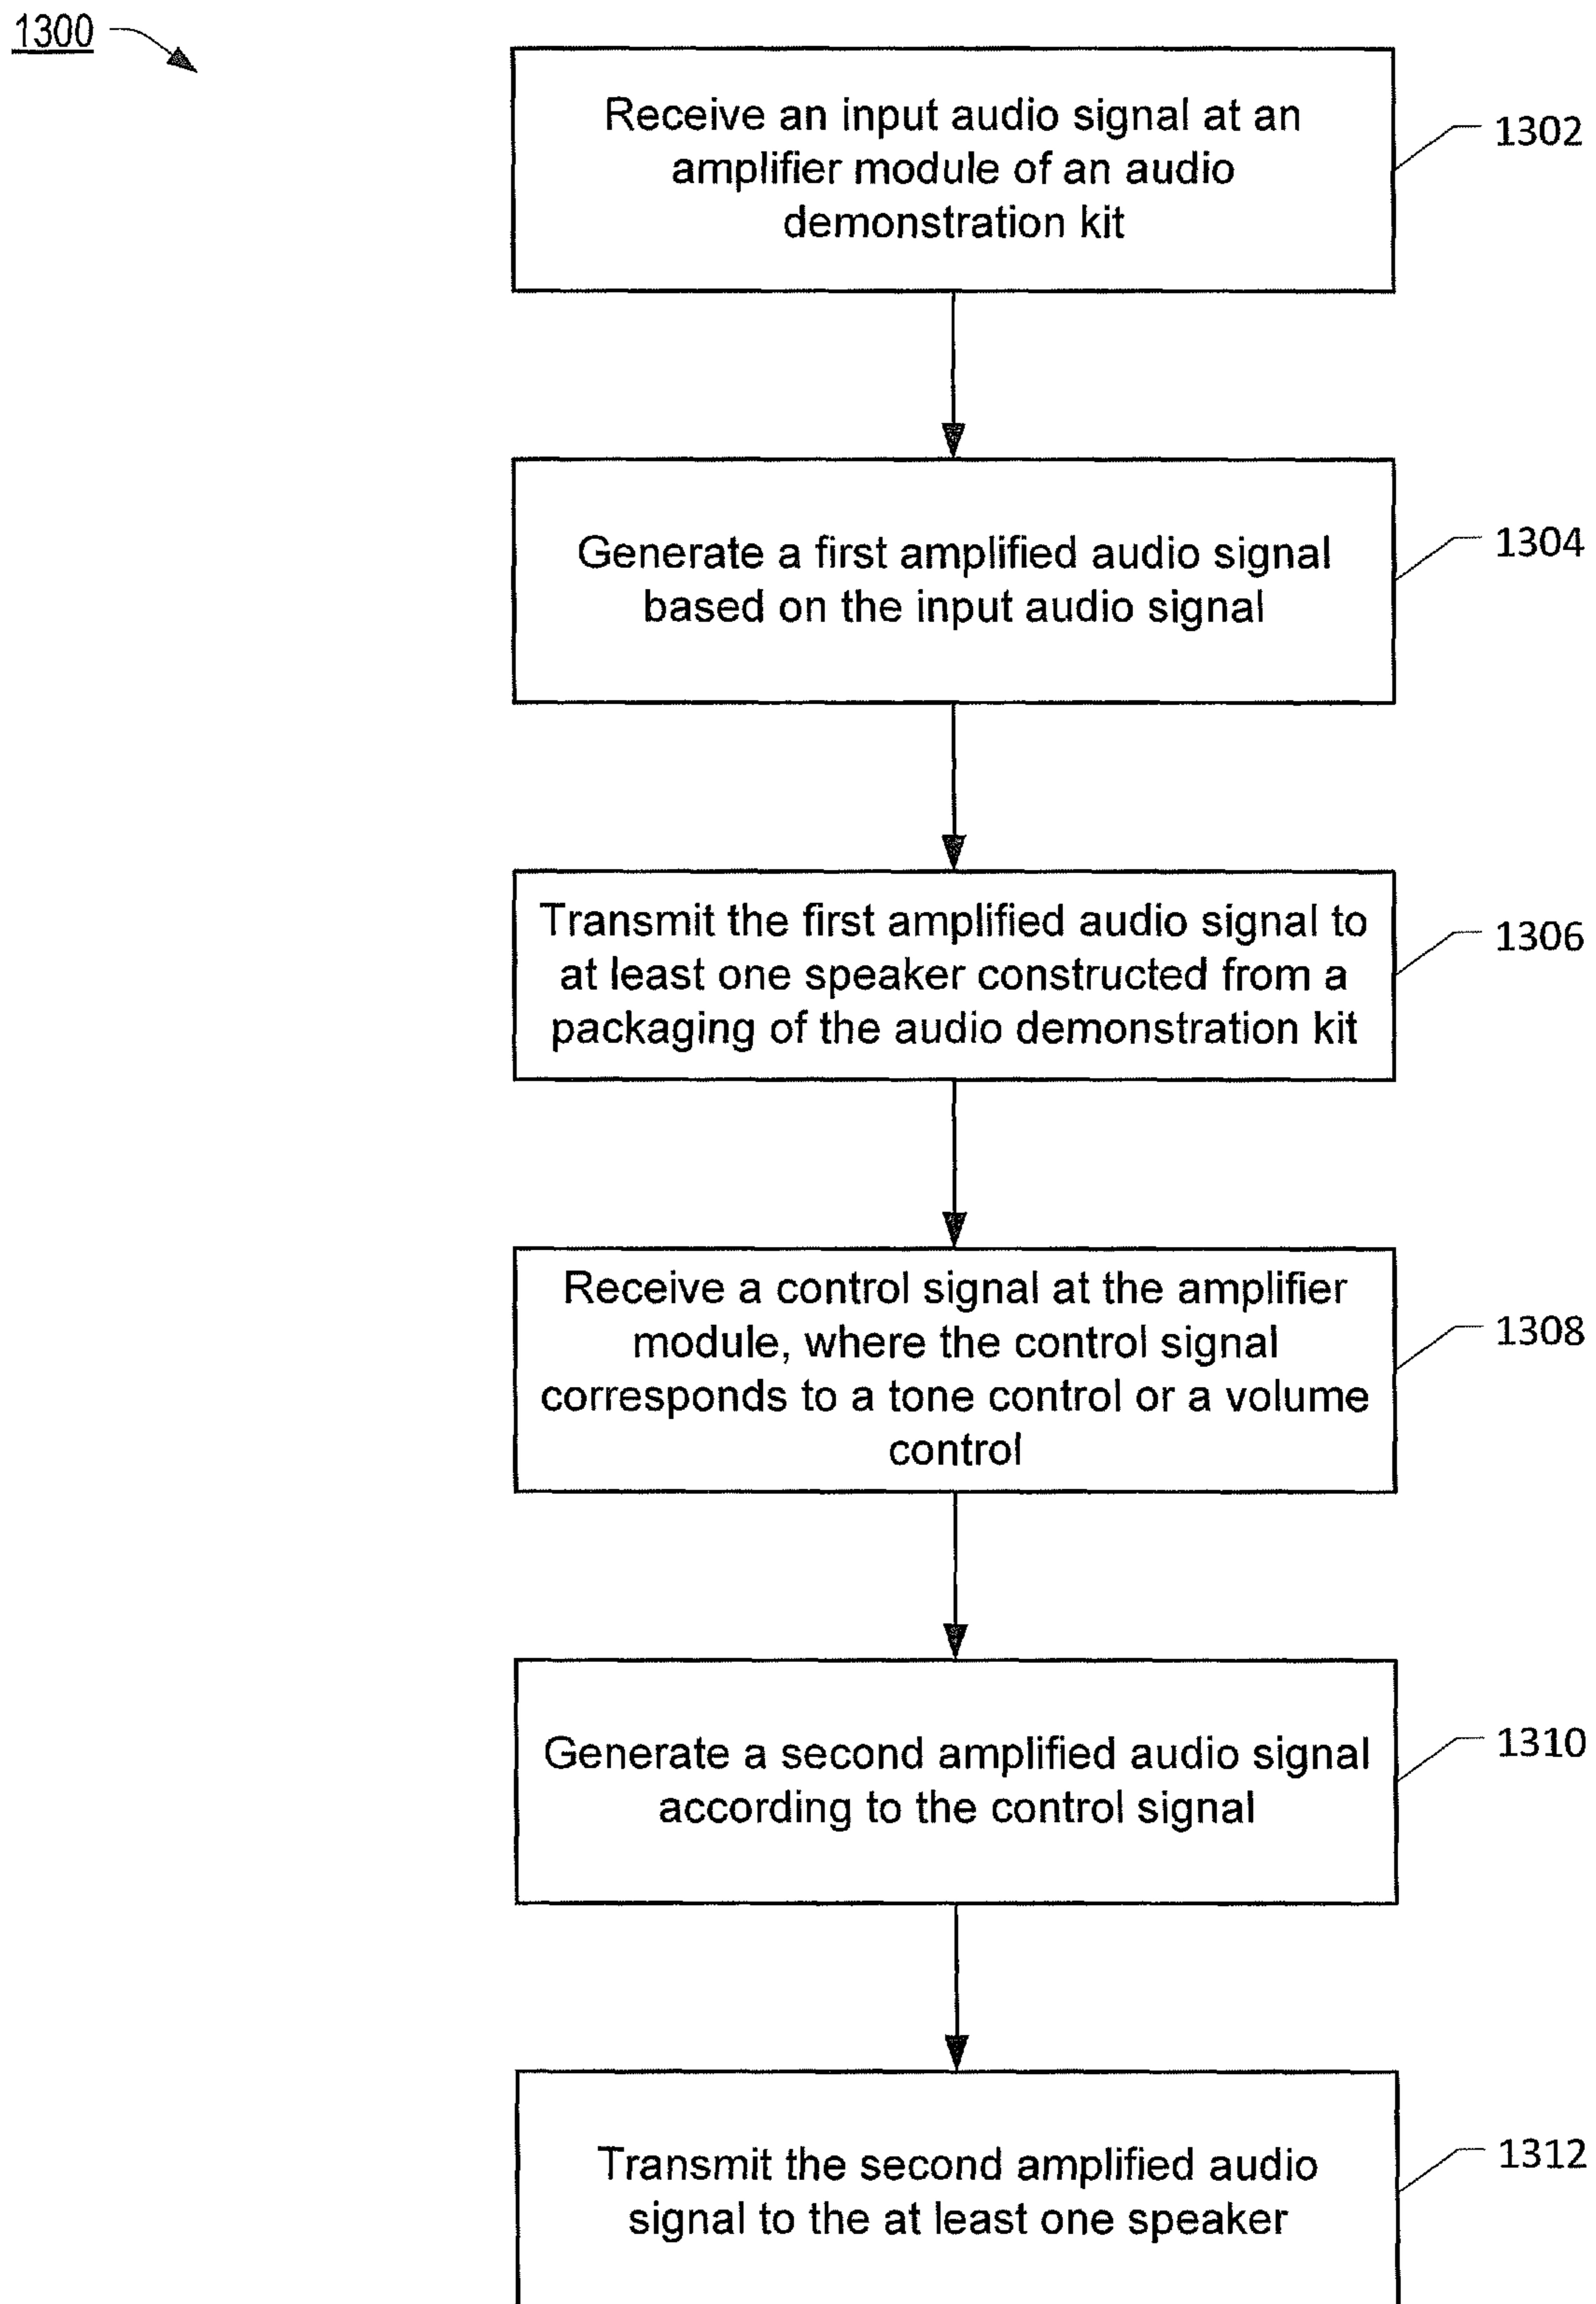 1300
Receive an input audio signal at an
amplifier module of an audio
demonstration kit
1302
Generate a first amplified audio signal
based on the input audio signal
1304
Transmit the first amplified audio signal to
at least one speaker constructed from a
packaging of the audio demonstration kit
1306
Receive a control signal at the amplifier
module, where the control signal
corresponds to a tone control or a volume
control
1308
Generate a second amplified audio signal
according to the control signal
1310
Transmit the second amplified audio
signal to the at least one speaker
1312